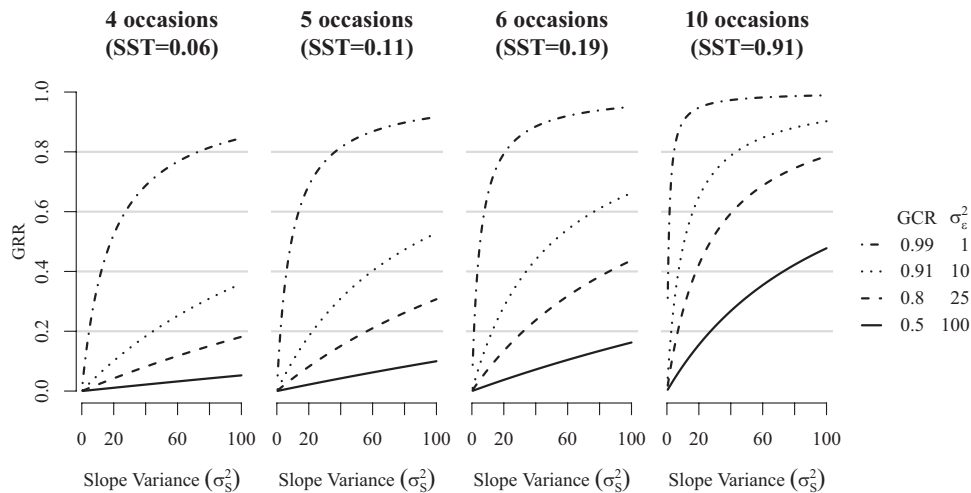 4 occasions 5 occasions 6 occasions 10 occasions
(SST=0.06) (SST=0.11) (SST=0.19) (SST=0.91)
GRR
1.0
0.8
0.6
0.4
0.2
0.0
GCR σ²ε
0.99 1
0.91 10
0.8 25
0.5 100
0 20 60 100 0 20 60 100 0 20 60 100 0 20 60 100
Slope Variance (σ²S) Slope Variance (σ²S) Slope Variance (σ²S) Slope Variance (σ²S)